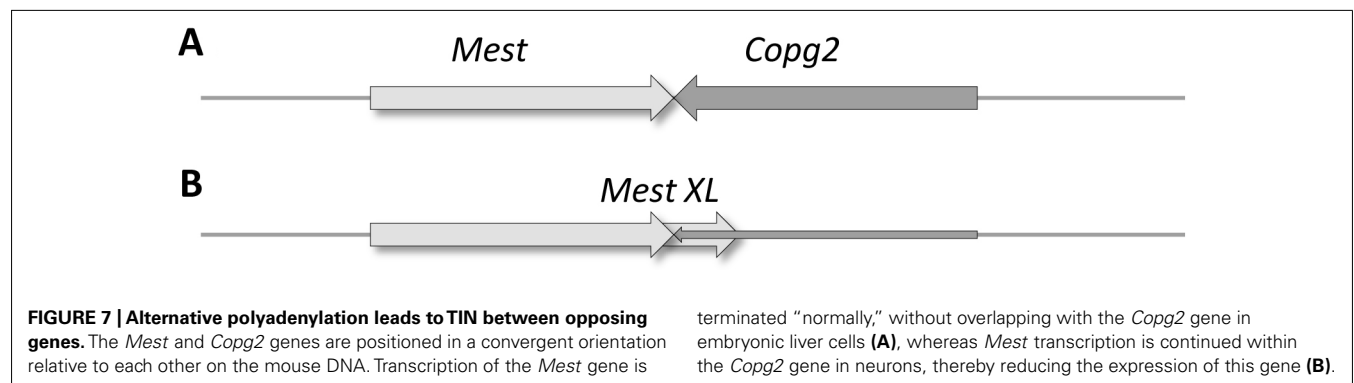 A
Mest
Copg2
B
Mest XL
FIGURE 7 | Alternative polyadenylation leads to TIN between opposing
genes. The Mest and Copg2 genes are positioned in a convergent orientation
relative to each other on the mouse DNA. Transcription of the Mest gene is
terminated “normally,” without overlapping with the Copg2 gene in
embryonic liver cells (A), whereas Mest transcription is continued within
the Copg2 gene in neurons, thereby reducing the expression of this gene (B).